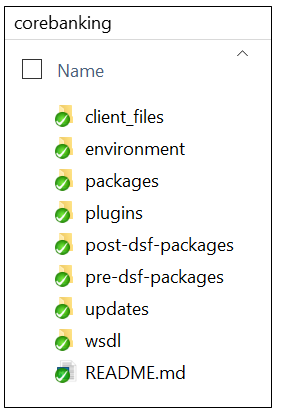 corebanking
Name
client_files
environment
packages
plugins
post-dsf-packages
pre-dsf-packages
updates
wsdl
README.md